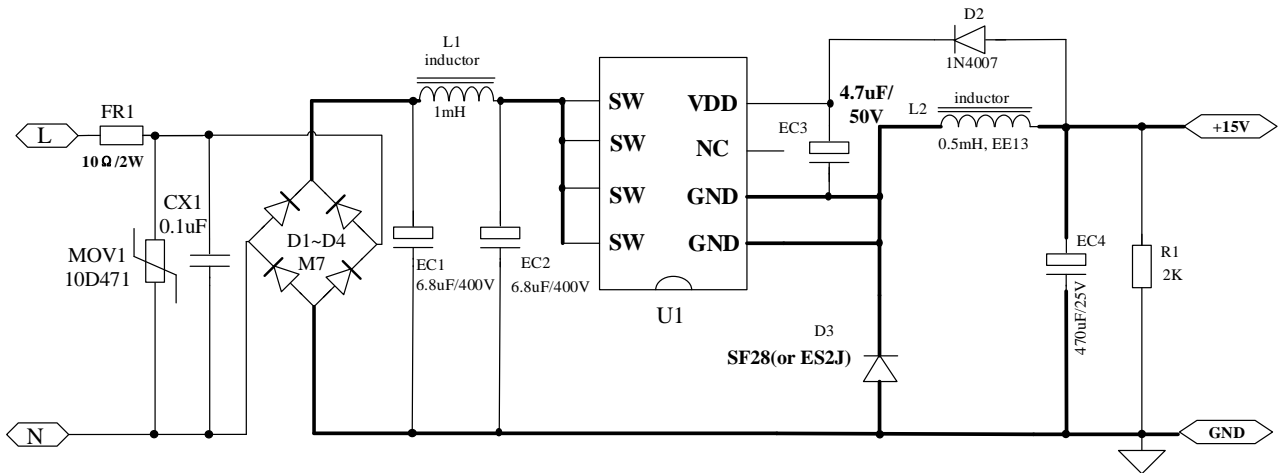 D2
1N4007
L1
inductor
1mH
SW
SW
SW
SW
VDD
NC
GND
GND
U1
4.7uF/
50V
EC3
L2
inductor
0.5mH, EE13
+15V
L
FR1
10Ω/2W
CX1
0.1uF
MOV1
10D471
D1~D4
M7
EC1
6.8uF/400V
EC2
6.8uF/400V
D3
SF28(or ES2J)
EC4
470uF/25V
R1
2K
N
GND